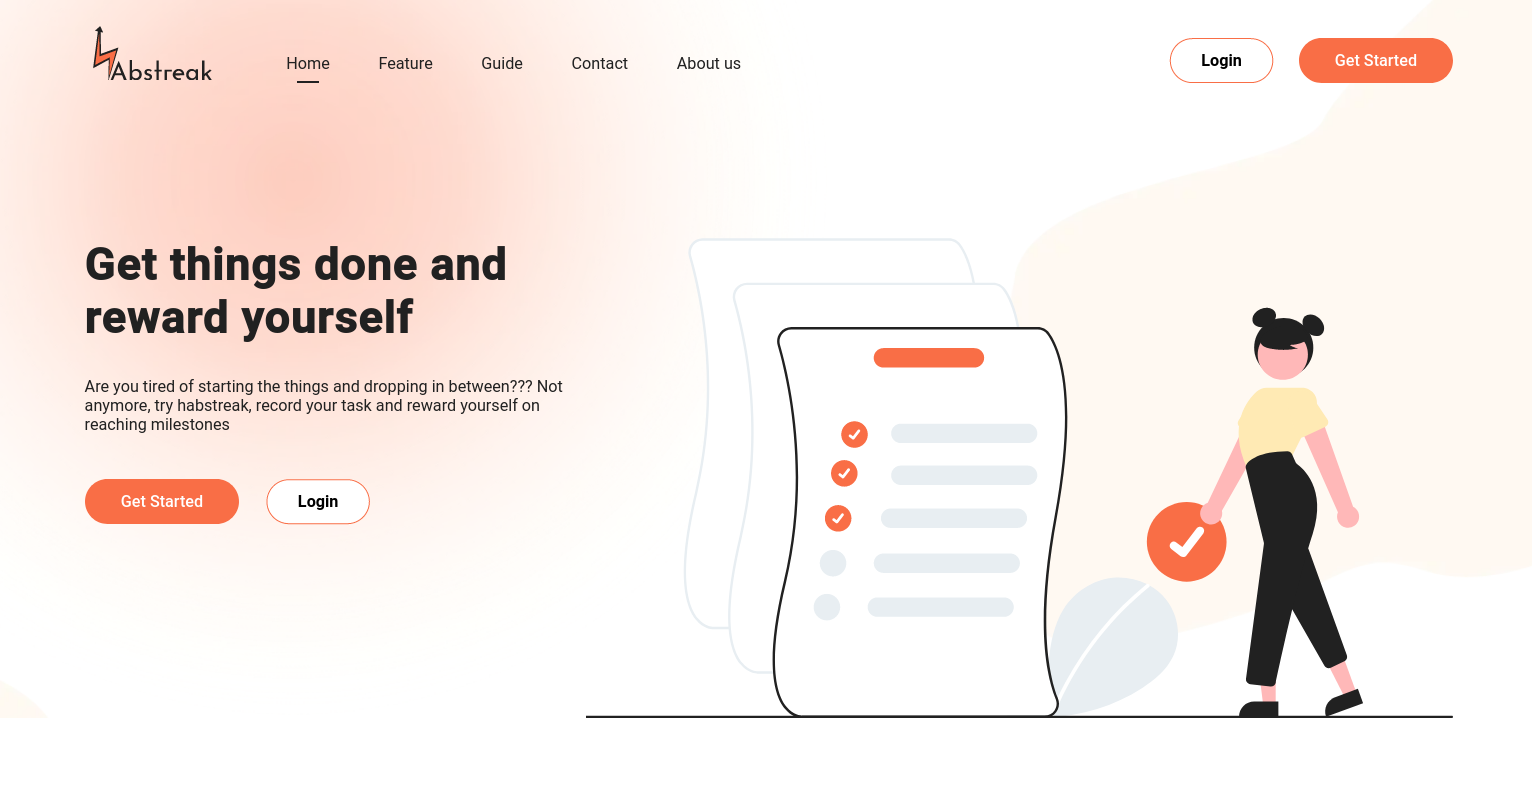 Abstreak
Home Feature Guide Contact About us
Login Get Started
Get things done and
reward yourself
Are you tired of starting the things and dropping in between??? Not
anymore, try habstreak, record your task and reward yourself on
reaching milestones
Get Started Login